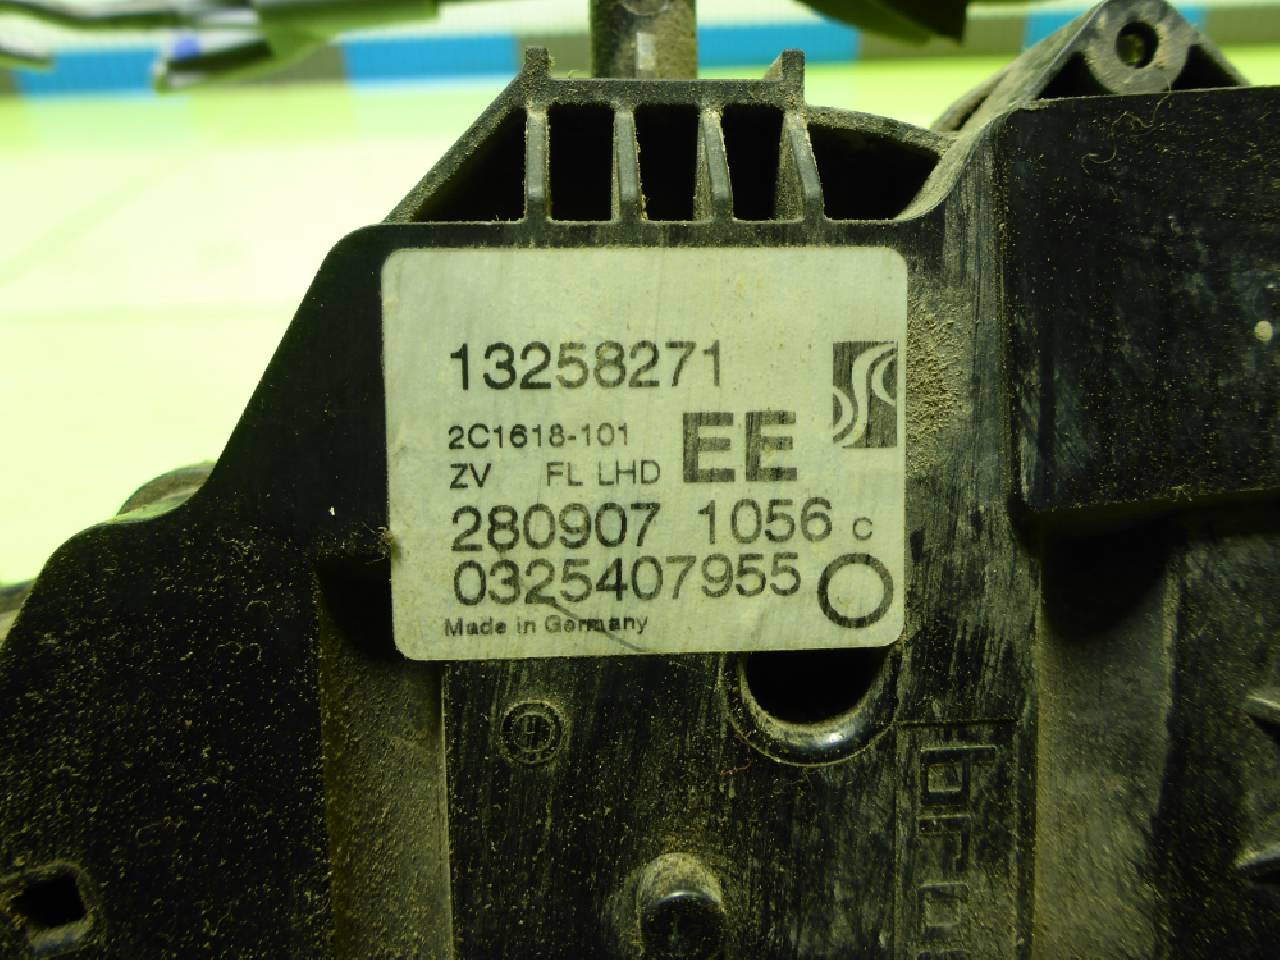 13258271
2C1618-101
ZV FL LHD EE
280907 1056 C
0325407955
Made in Germany